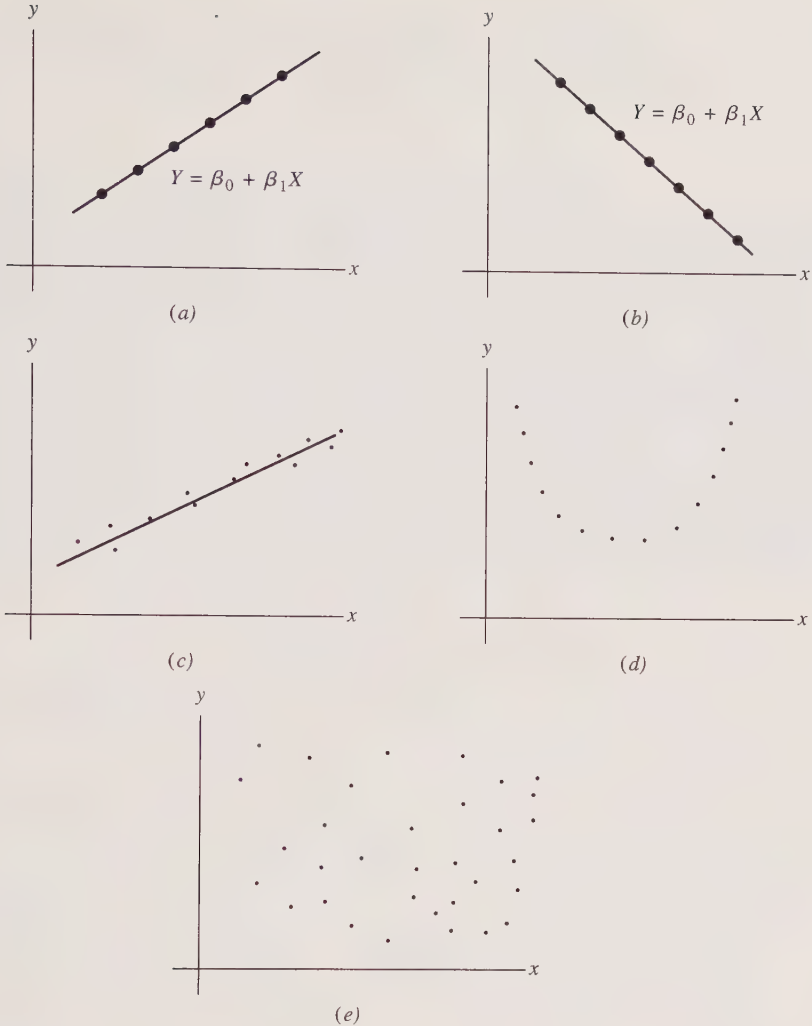 y
y
Y = β₀ + β₁X
Y = β₀ + β₁X
x
x
(a)
(b)
y
y
x
x
(c)
(d)
y
x
(e)